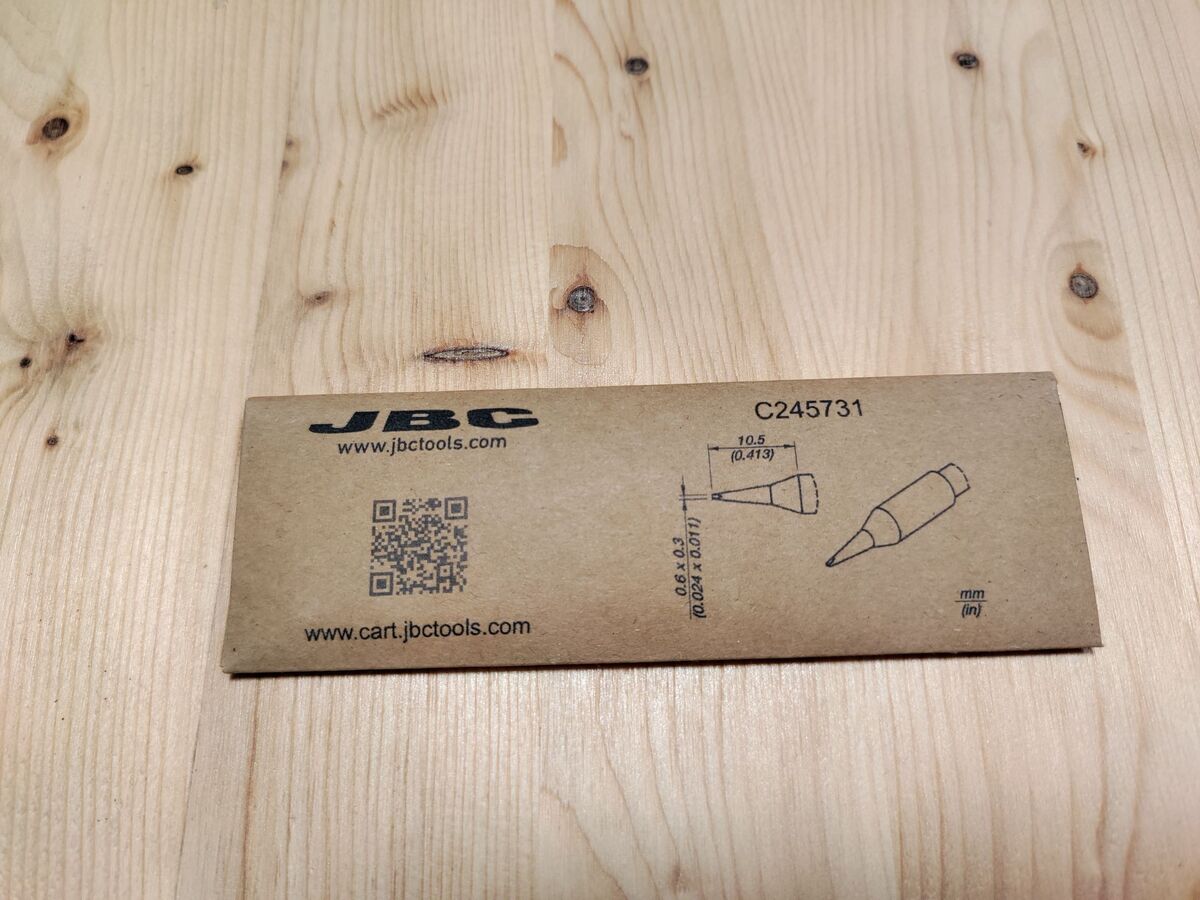 JBC
www.jbctools.com
www.cart.jbctools.com
C245731
10.5
(0.413)
0.6 x 0.3
(0.024 x 0.011)
mm
(in)